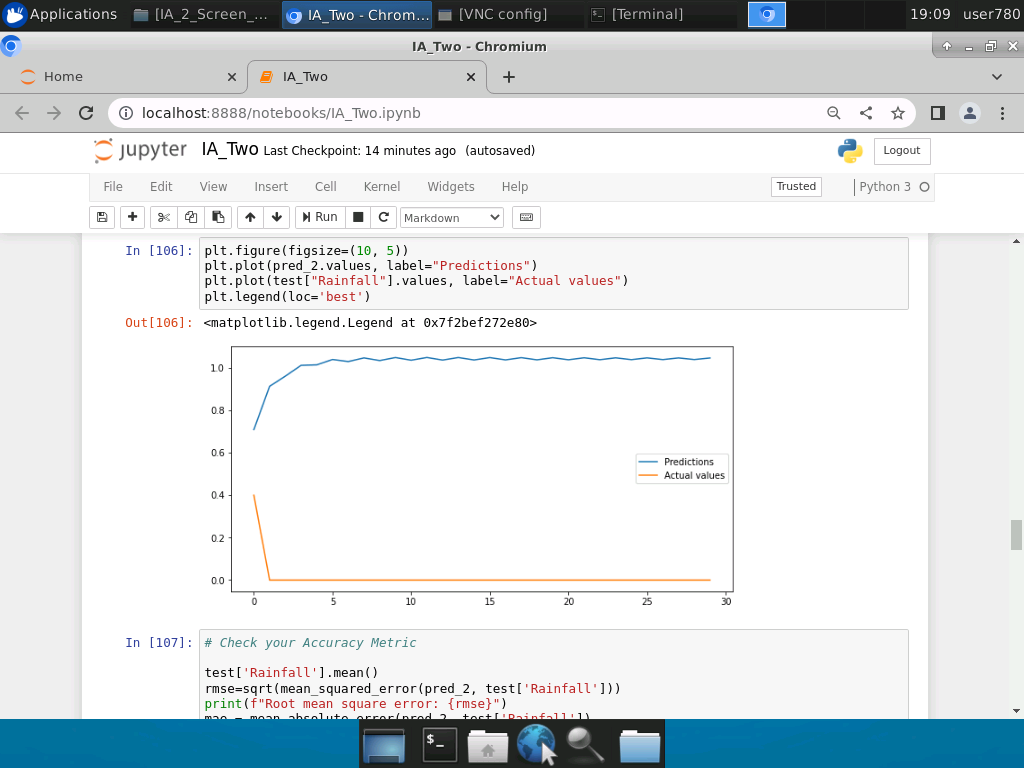 Applications [IA_2_Screen_... IA_Two - Chrom... [VNC config] [Terminal] 19:09 user780
IA_Two - Chromium
Home IA_Two
localhost:8888/notebooks/IA_Two.ipynb
jupyter IA_Two Last Checkpoint: 14 minutes ago (autosaved) Logout
File Edit View Insert Cell Kernel Widgets Help Trusted Python 3
Run Markdown
In [106]: plt.figure(figsize=(10, 5))
plt.plot(pred_2.values, label="Predictions")
plt.plot(test["Rainfall"].values, label="Actual values")
plt.legend(loc='best')
Out[106]: <matplotlib.legend.Legend at 0x7f2bef272e80>
1.0
0.8
0.6
Predictions
Actual values
0.4
0.2
0.0
0 5 10 15 20 25 30
In [107]: # Check your Accuracy Metric
test['Rainfall'].mean()
rmse=sqrt(mean_squared_error(pred_2, test['Rainfall']))
print(f"Root mean square error: {rmse}")
mae = mean_absolute_error(pred_2, test['Rainfall'])
$_